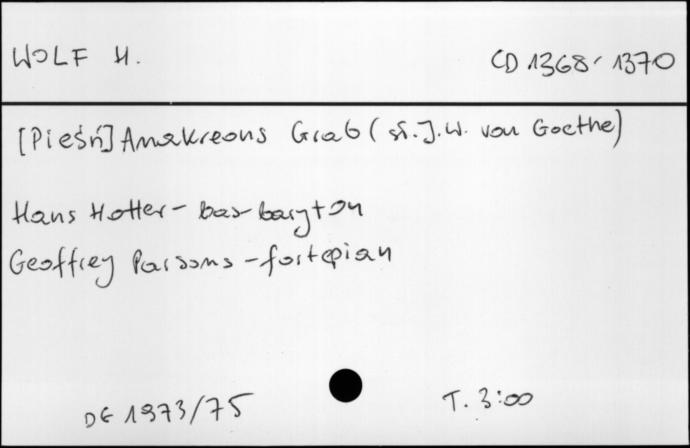 WOLF H. CD 1368, 1370
[Pieśń] Anakreons Grab (sł. J.W. von Goethe)
Hans Hotter - bas-baryton
Geoffrey Parsons - fortepian
DG 1973/75 T. 3:00